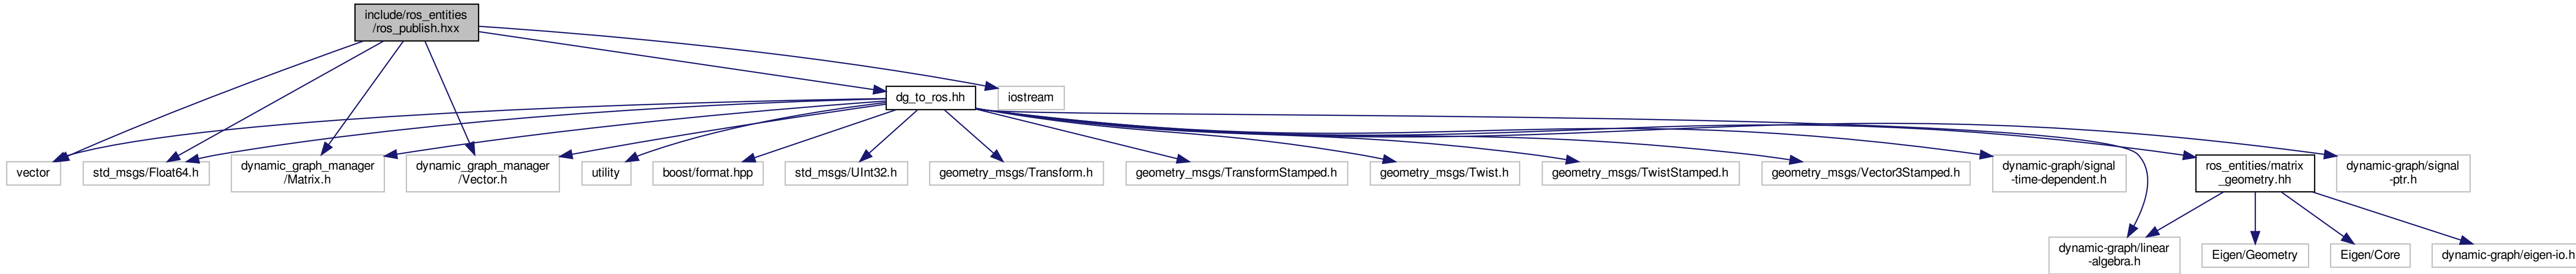 include/ros_entities
/ros_publish.hxx
dg_to_ros.hh
iostream
vector
std_msgs/Float64.h
dynamic_graph_manager
/Matrix.h
dynamic_graph_manager
/Vector.h
utility
boost/format.hpp
std_msgs/UInt32.h
geometry_msgs/Transform.h
geometry_msgs/TransformStamped.h
geometry_msgs/Twist.h
geometry_msgs/TwistStamped.h
geometry_msgs/Vector3Stamped.h
dynamic-graph/signal
-time-dependent.h
ros_entities/matrix
_geometry.hh
dynamic-graph/signal
-ptr.h
dynamic-graph/linear
-algebra.h
Eigen/Geometry
Eigen/Core
dynamic-graph/eigen-io.h